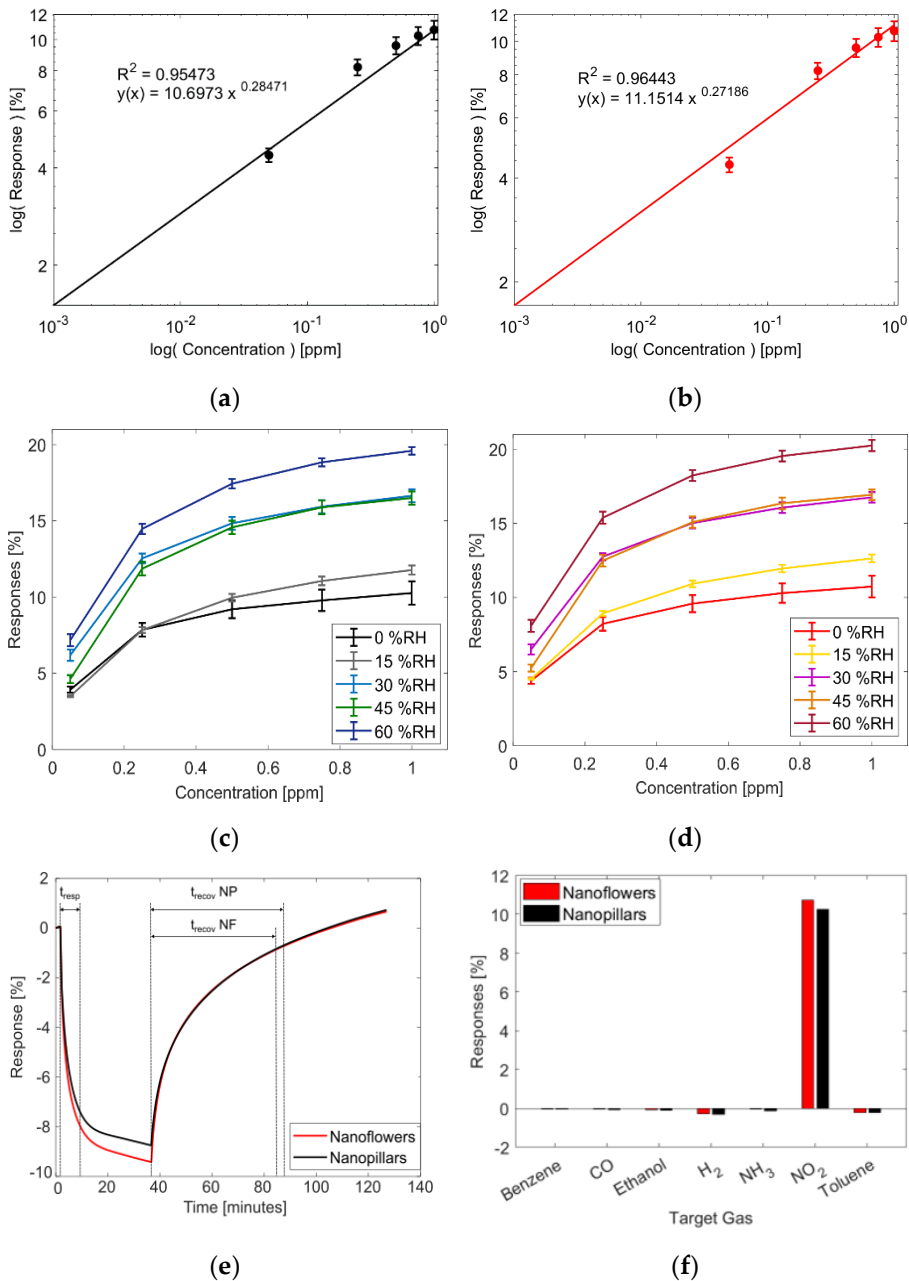 12
10
8
6
4
2
log( Response ) [%]
R² = 0.95473
y(x) = 10.6973 x^0.28471
10⁻³ 10⁻² 10⁻¹ 10⁰
log( Concentration ) [ppm]
(a)
12
10
8
6
4
2
log( Response ) [%]
R² = 0.96443
y(x) = 11.1514 x^0.27186
10⁻³ 10⁻² 10⁻¹ 10⁰
log( Concentration ) [ppm]
(b)
20
15
10
5
0
Responses [%]
0 %RH
15 %RH
30 %RH
45 %RH
60 %RH
0 0.2 0.4 0.6 0.8 1
Concentration [ppm]
(c)
20
15
10
5
0
Responses [%]
0 %RH
15 %RH
30 %RH
45 %RH
60 %RH
0 0.2 0.4 0.6 0.8 1
Concentration [ppm]
(d)
2
0
-2
-4
-6
-8
-10
Response [%]
t_resp
t_recov NP
t_recov NF
Nanoflowers
Nanopillars
0 20 40 60 80 100 120 140
Time [minutes]
(e)
12
10
8
6
4
2
0
-2
Responses [%]
Nanoflowers
Nanopillars
Benzene CO Ethanol H₂ NH₃ NO₂ Toluene
Target Gas
(f)